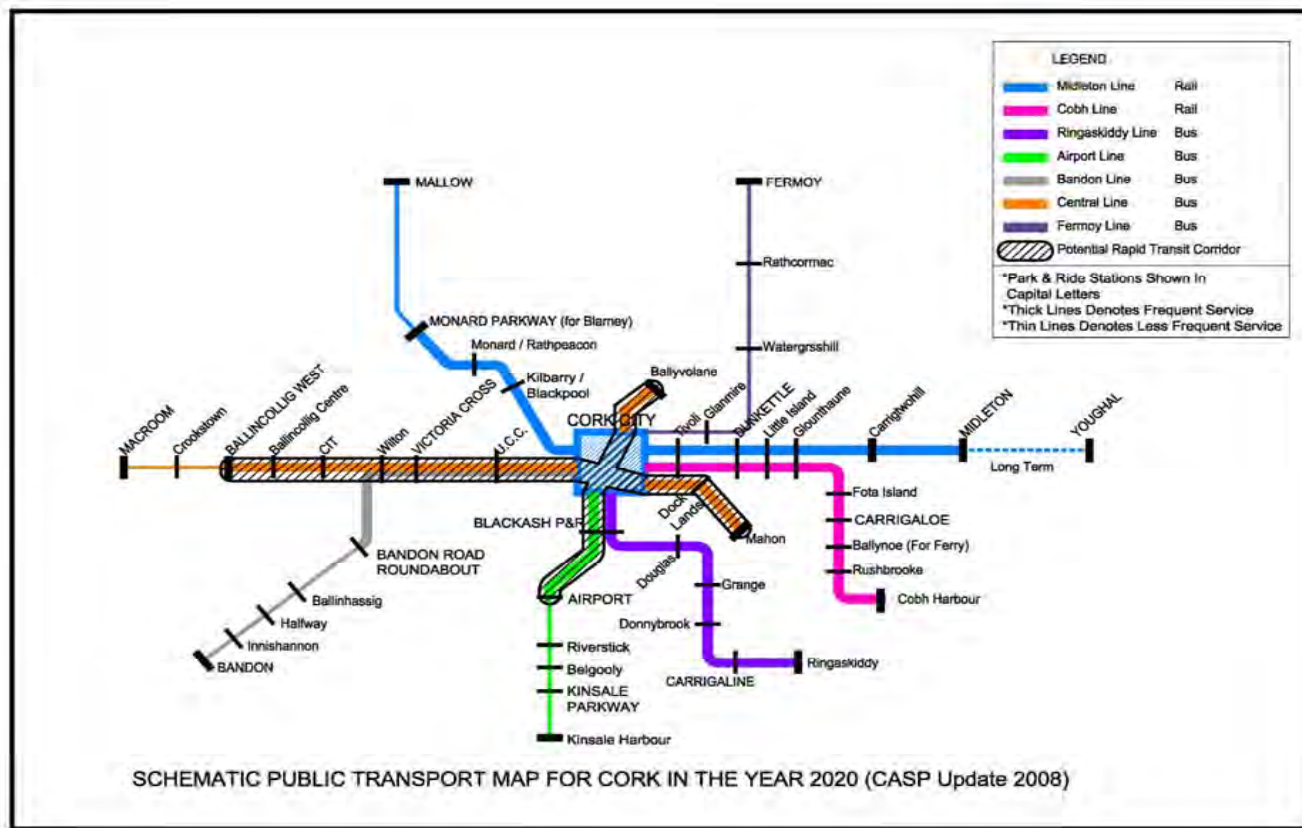 LEGEND
Midleton Line Rail
Cobh Line Rail
Ringaskiddy Line Bus
Airport Line Bus
Bandon Line Bus
Central Line Bus
Fermoy Line Bus
Potential Rapid Transit Corridor
*Park & Ride Stations Shown In
Capital Letters
*Thick Lines Denotes Frequent Service
*Thin Lines Denotes Less Frequent Service
MALLOW
FERMOY
Rathcormac
MONARD PARKWAY (for Blarney)
Monard / Rathpeacon
Watergrsshill
Kilbarry /
Blackpool
Ballyvolane
CORK CITY
MACROOM
Crookstown
BALLINCOLLIG WEST
Ballincollig Centre
CIT
Wilton
VICTORIA CROSS
U.C.C.
Tivoli
Glanmire
DUNKETTLE
Little Island
Glounthaune
Carrigtwohill
MIDLETON
YOUGHAL
Long Term
Fota Island
CARRIGALOE
Ballynoe (For Ferry)
Rushbrooke
Cobh Harbour
Dock
Lands
Mahon
BLACKASH P&R
Douglas
Grange
Donnybrook
CARRIGALINE
Ringaskiddy
BANDON ROAD
ROUNDABOUT
Ballinhassig
Halfway
Innishannon
BANDON
AIRPORT
Riverstick
Belgooly
KINSALE
PARKWAY
Kinsale Harbour
SCHEMATIC PUBLIC TRANSPORT MAP FOR CORK IN THE YEAR 2020 (CASP Update 2008)